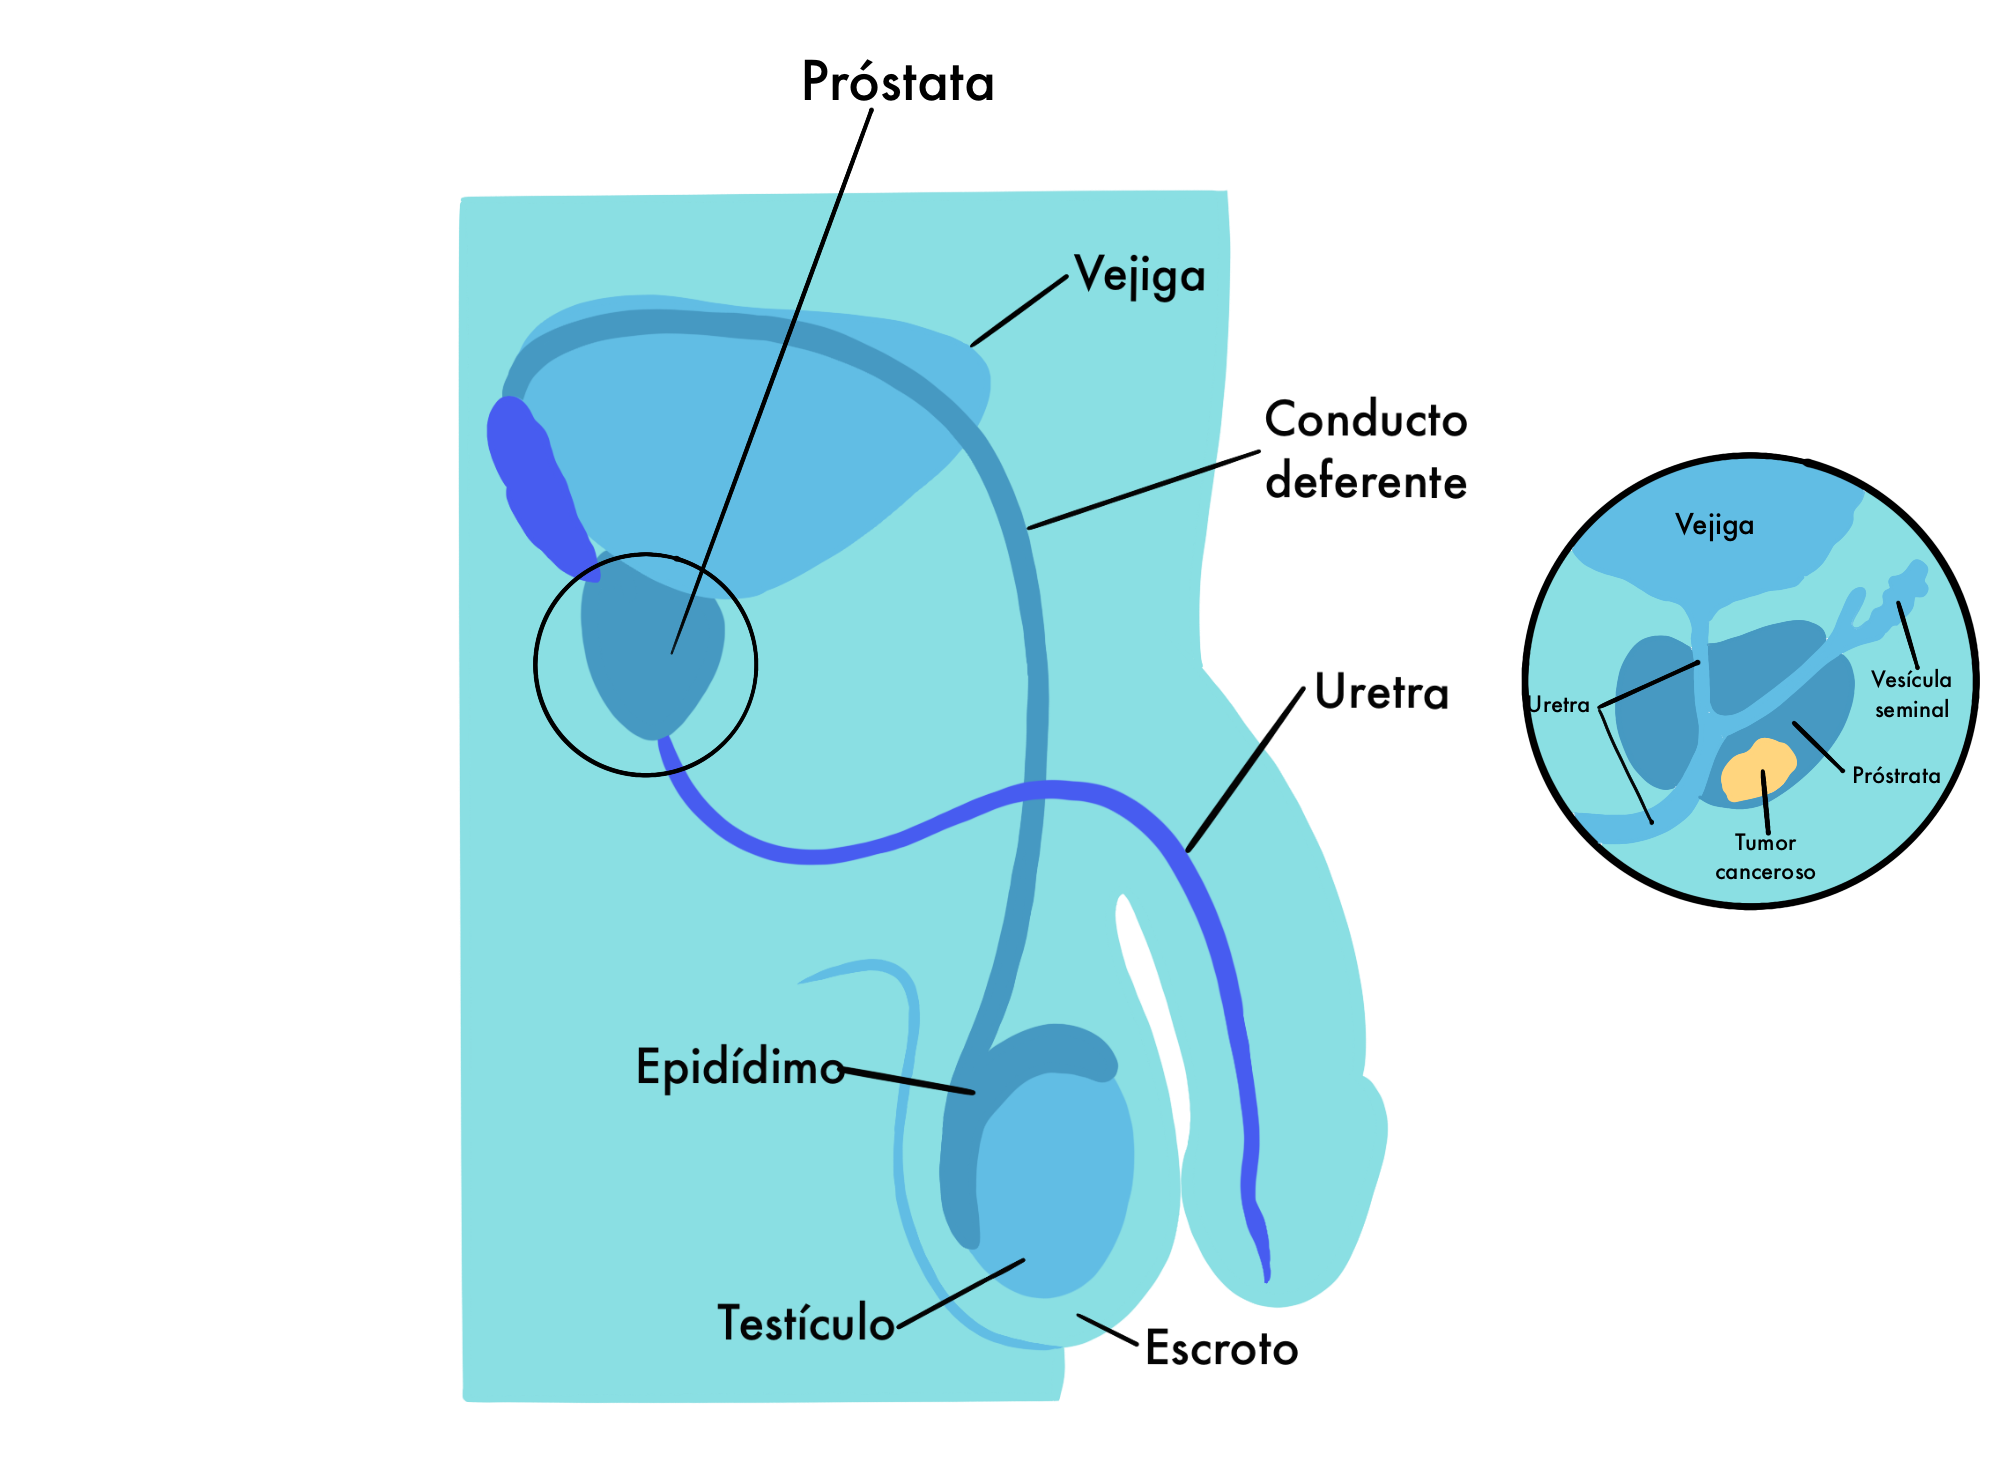 Próstata
Vejiga
Conducto
deferente
Uretra
Epidídimo
Testículo
Escroto
Vejiga
Uretra
Vesícula
seminal
Próstrata
Tumor
canceroso